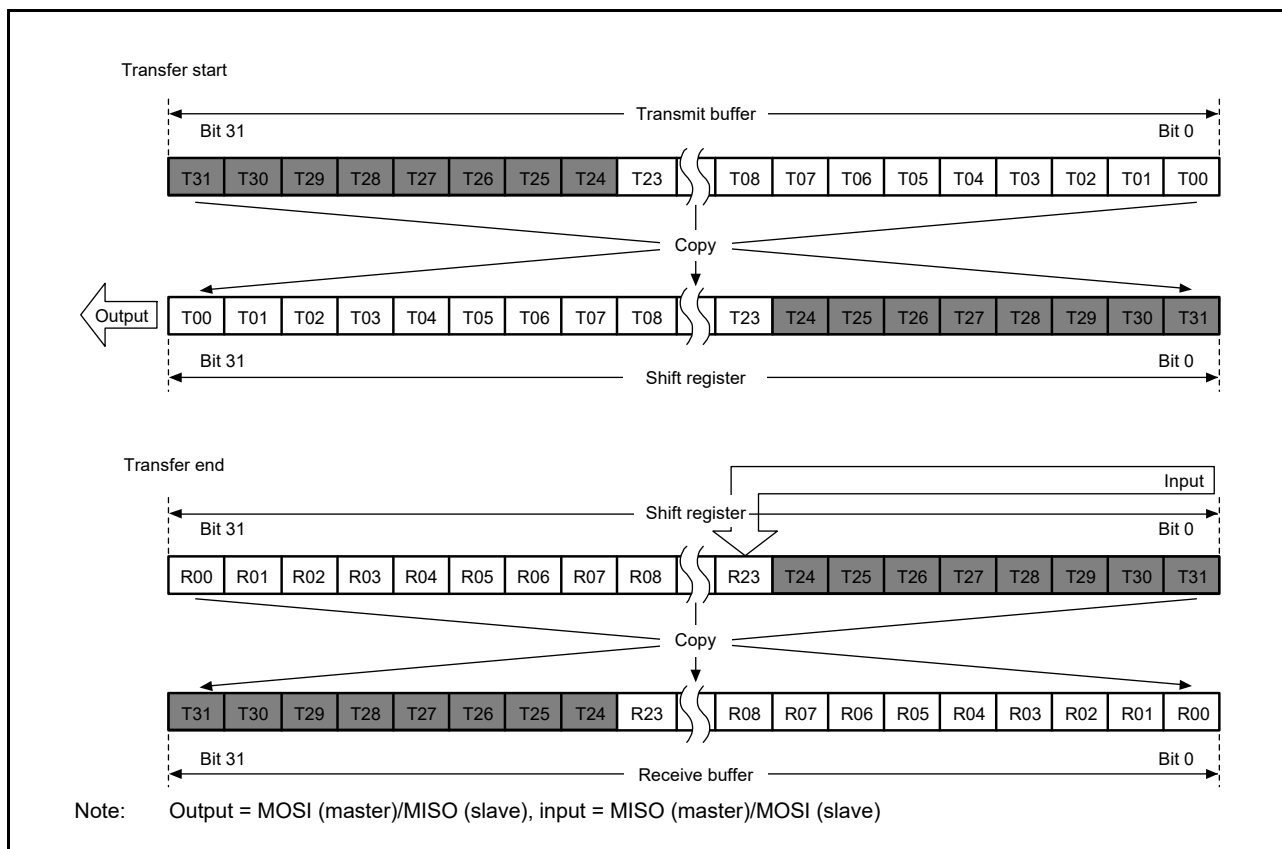 Transfer start
Transmit buffer
Bit 31 Bit 0
T31 T30 T29 T28 T27 T26 T25 T24 T23 T08 T07 T06 T05 T04 T03 T02 T01 T00
Copy
Output T00 T01 T02 T03 T04 T05 T06 T07 T08 T23 T24 T25 T26 T27 T28 T29 T30 T31
Bit 31 Bit 0
Shift register
Transfer end
Input
Shift register
Bit 31 Bit 0
R00 R01 R02 R03 R04 R05 R06 R07 R08 R23 T24 T25 T26 T27 T28 T29 T30 T31
Copy
T31 T30 T29 T28 T27 T26 T25 T24 R23 R08 R07 R06 R05 R04 R03 R02 R01 R00
Bit 31 Bit 0
Receive buffer
Note: Output = MOSI (master)/MISO (slave), input = MISO (master)/MOSI (slave)